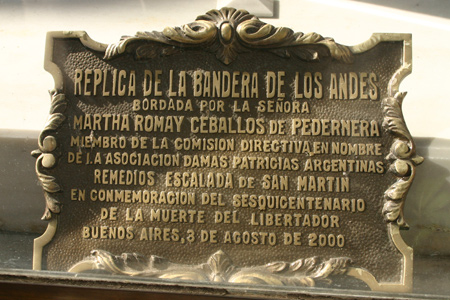 REPLICA DE LA BANDERA DE LOS ANDES
BORDADA POR LA SEÑORA
MARTHA ROMAY CEBALLOS DE PEDERNERA
MIEMBRO DE LA COMISION DIRECTIVA, EN NOMBRE
DE LA ASOCIACION DAMAS PATRICIAS ARGENTINAS
REMEDIOS ESCALADA DE SAN MARTIN
EN CONMEMORACION DEL SESQUICENTENARIO
DE LA MUERTE DEL LIBERTADOR
BUENOS AIRES, 3 DE AGOSTO DE 2000